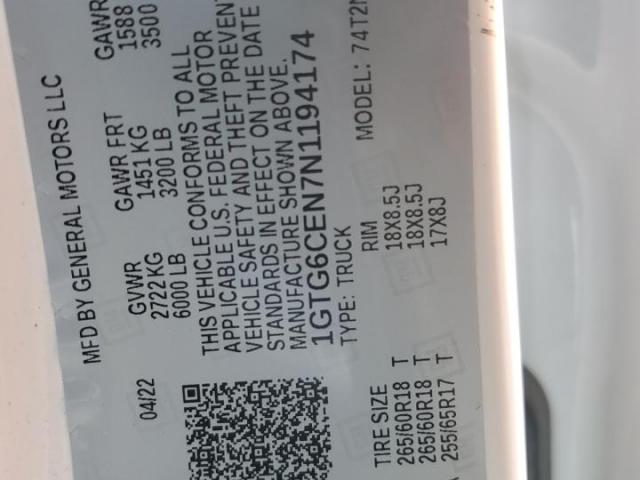 MFD BY GENERAL MOTORS LLC
04/22 GVWR GAWR FRT GAWR
2722 KG 1451 KG 1588
6000 LB 3200 LB 3500
THIS VEHICLE CONFORMS TO ALL
APPLICABLE U.S. FEDERAL MOTOR
VEHICLE SAFETY AND THEFT PREVEN
STANDARDS IN EFFECT ON THE DATE
MANUFACTURE SHOWN ABOVE.
1GTG6CEN7N1194174
TYPE: TRUCK MODEL: 74T2
TIRE SIZE RIM
265/60R18 T 18X8.5J
265/60R18 T 18X8.5J
255/65R17 T 17X8J